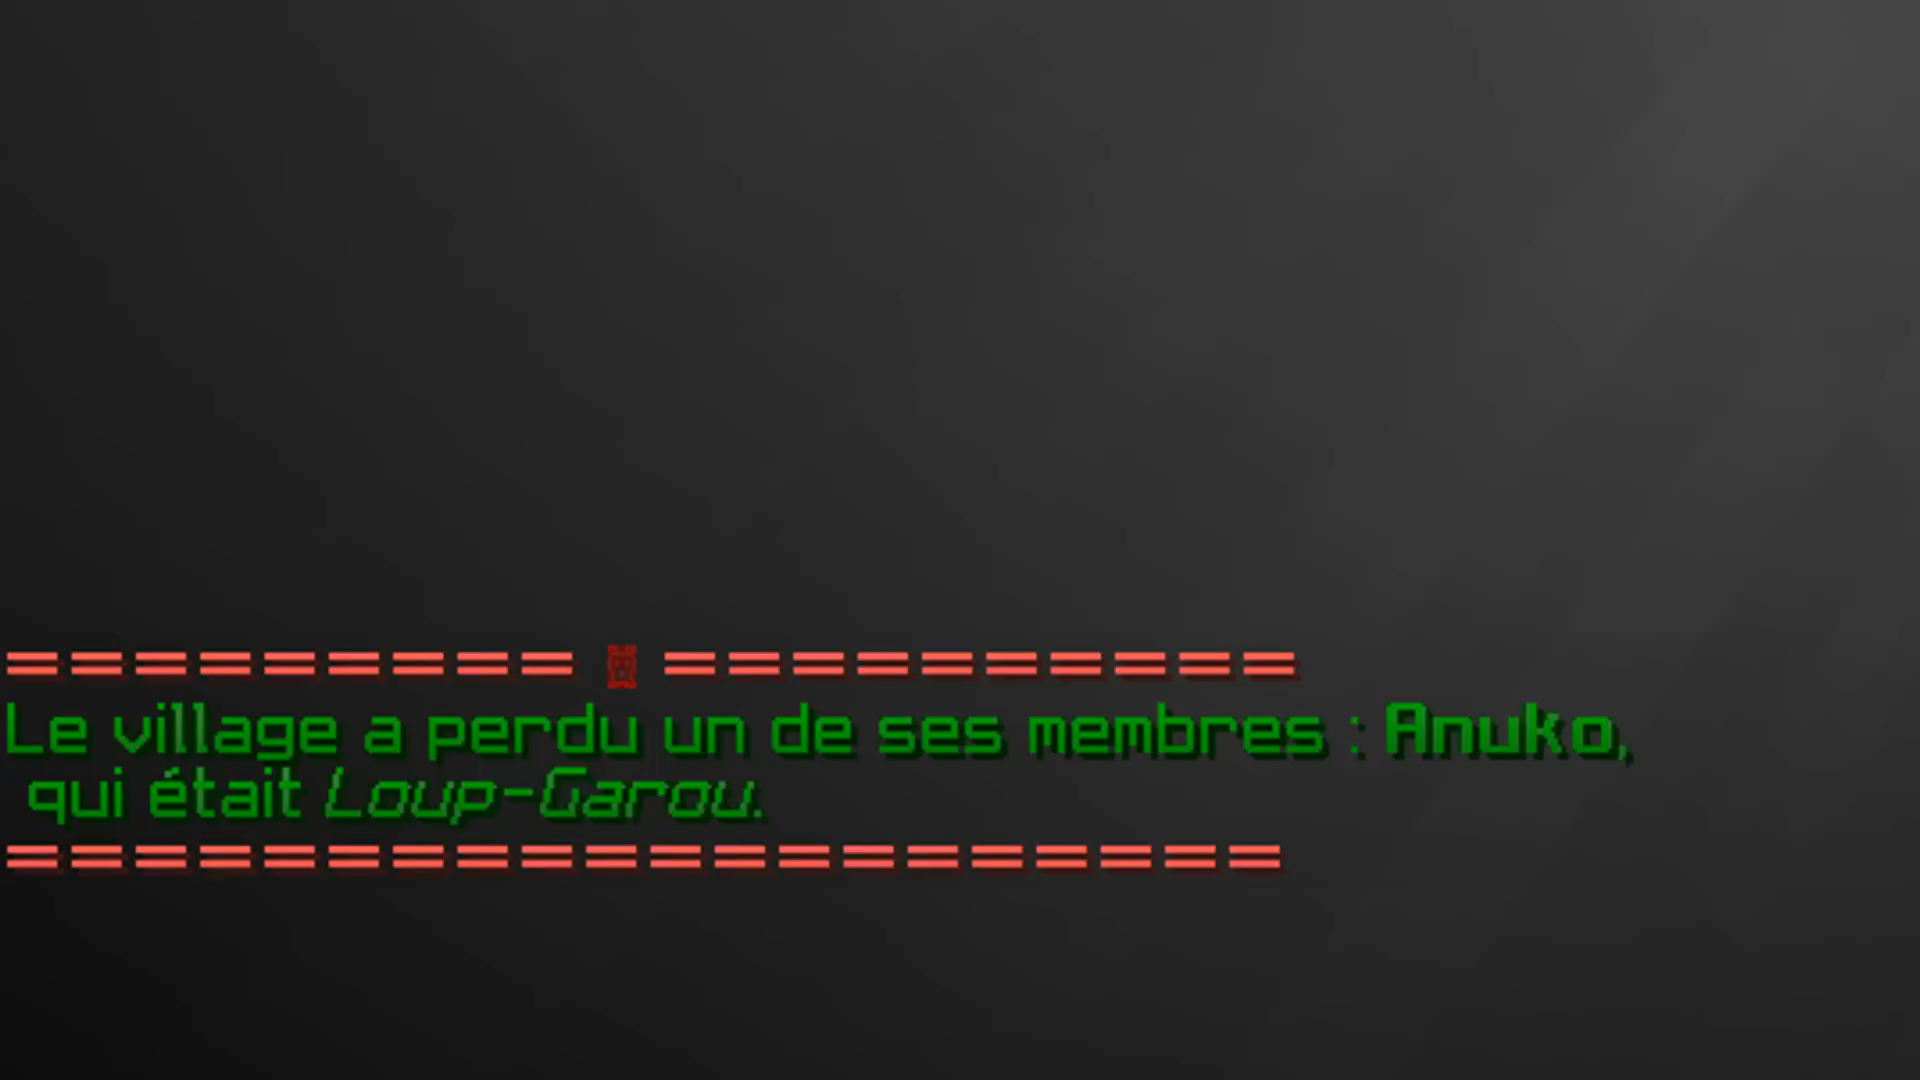 ========= ==========
Le village a perdu un de ses membres : Anuko,
qui était Loup-Garou.
====================